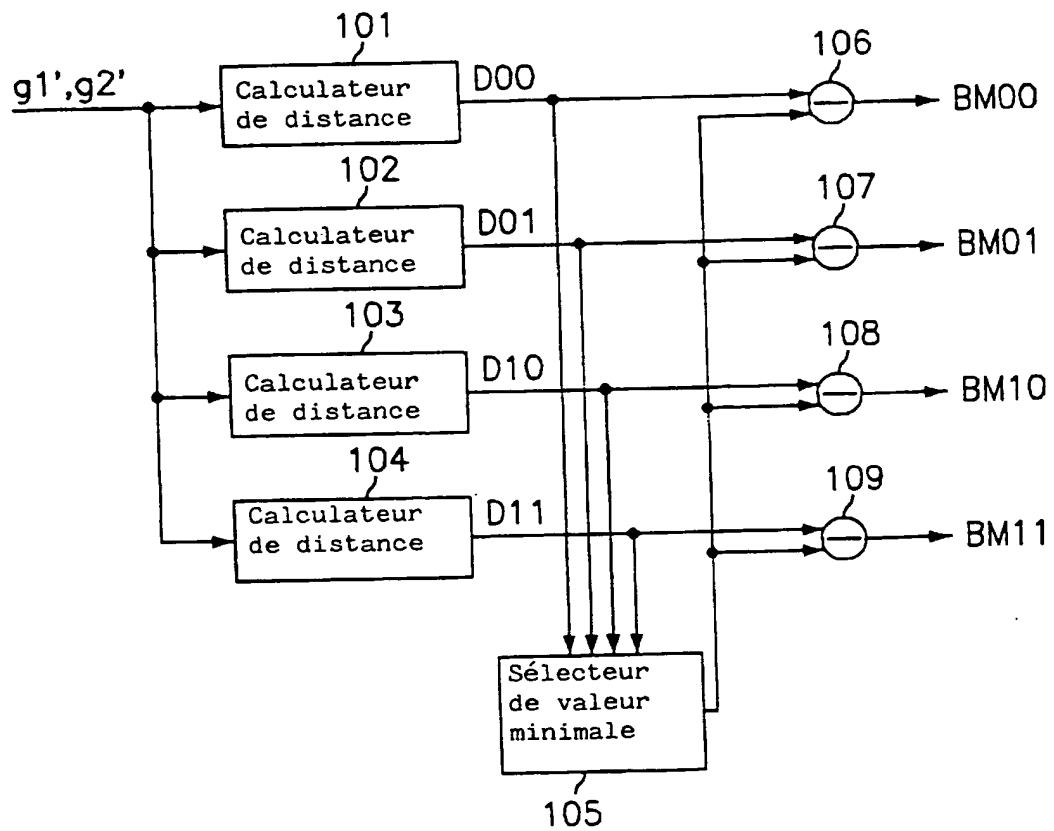 101
g1',g2'
Calculateur
de distance
D00
106
BM00
102
Calculateur
de distance
D01
107
BM01
103
Calculateur
de distance
D10
108
BM10
104
Calculateur
de distance
D11
109
BM11
Sélecteur
de valeur
minimale
105